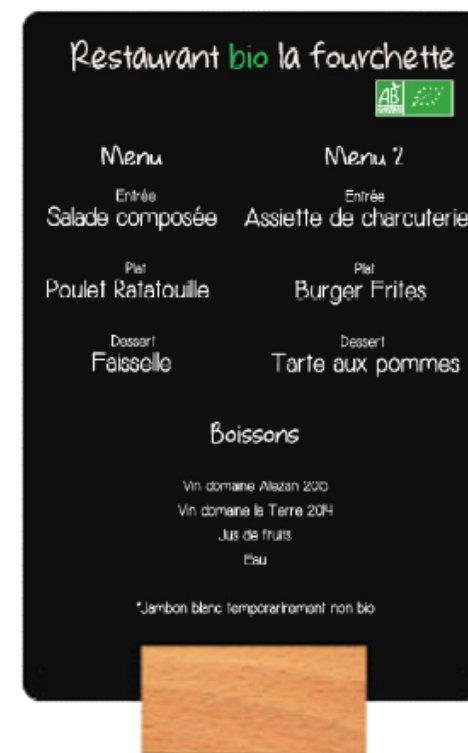 Restaurant bio la fourchette
AB
Menu
Entrée
Salade composée
Plat
Poulet Ratatouille
Dessert
Faisselle
Menu 2
Entrée
Assiette de charcuterie
Plat
Burger Frites
Dessert
Tarte aux pommes
Boissons
Vin domaine Alezan 2015
Vin domaine la Terre 2014
Jus de fruits
Eau
*Jambon blanc temporarirement non bio